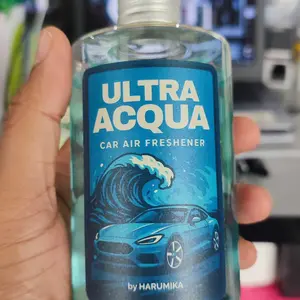 ULTRA
ACQUA
CAR AIR FRESHENER
by HARUMIKA